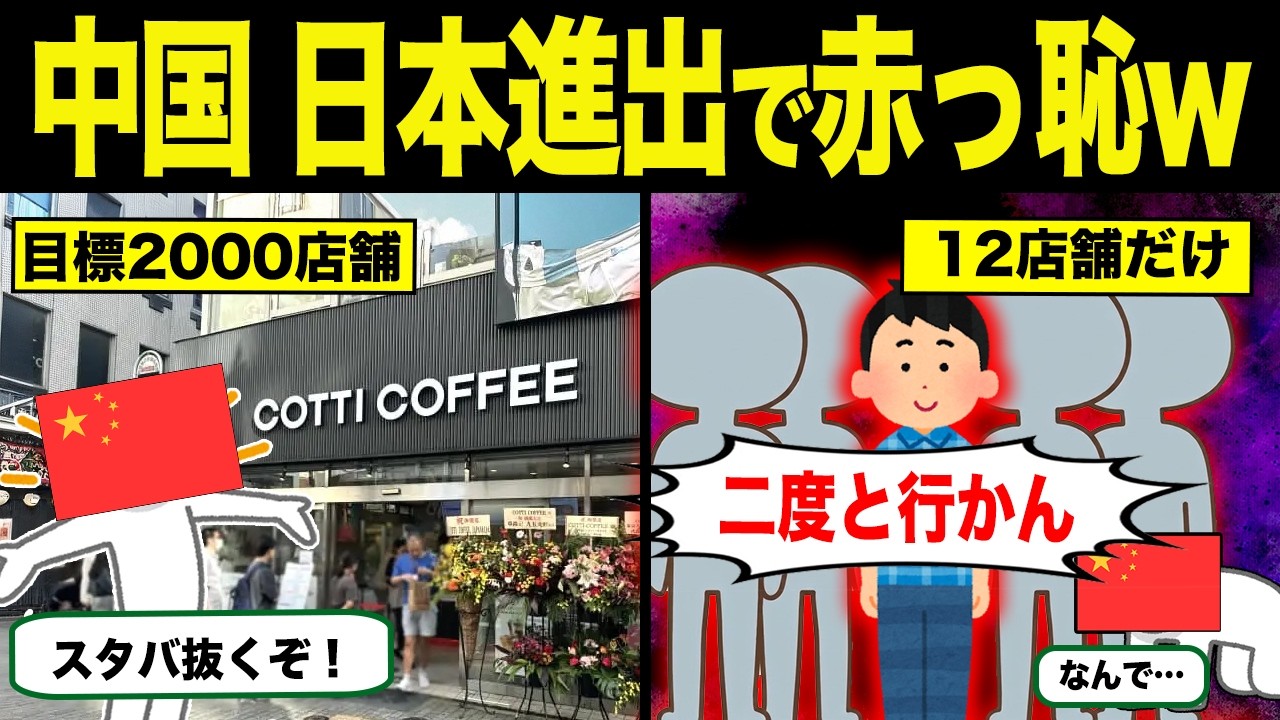 中国 日本進出で赤っ恥w
目標2000店舗
COTTI COFFEE
スタバ抜くぞ！
12店舗だけ
二度と行かん
なんで…